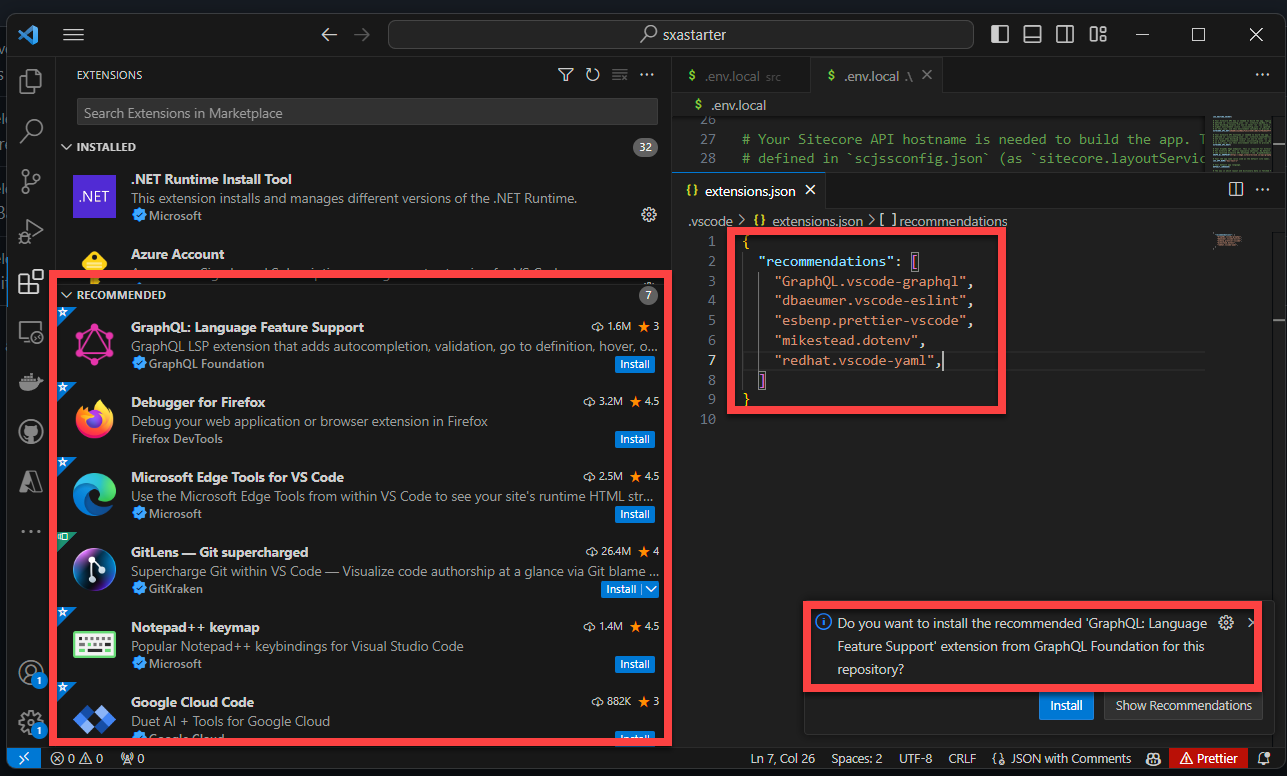 sxastarter
EXTENSIONS
Search Extensions in Marketplace
INSTALLED
32
.NET
.NET Runtime Install Tool
This extension installs and manages different versions of the .NET Runtime.
Microsoft
Azure Account
RECOMMENDED
7
GraphQL: Language Feature Support
1.6M ★ 3
GraphQL LSP extension that adds autocompletion, validation, go to definition, hover, o...
GraphQL Foundation
Install
Debugger for Firefox
3.2M ★ 4.5
Debug your web application or browser extension in Firefox
Firefox DevTools
Install
Microsoft Edge Tools for VS Code
2.5M ★ 4.5
Use the Microsoft Edge Tools from within VS Code to see your site's runtime HTML str...
Microsoft
Install
GitLens — Git supercharged
26.4M ★ 4
Supercharge Git within VS Code — Visualize code authorship at a glance via Git blame ...
GitKraken
Install
Notepad++ keymap
1.4M ★ 4.5
Popular Notepad++ keybindings for Visual Studio Code
Microsoft
Install
Google Cloud Code
882K ★ 3
Duet AI + Tools for Google Cloud
Google Cloud
Install
1
1
$ .env.local src
$ .env.local .\
$ .env.local
26
27 # Your Sitecore API hostname is needed to build the app. T
28 # defined in `scjssconfig.json` (as `sitecore.layoutServic
{} extensions.json
.vscode > {} extensions.json > [ ] recommendations
1 {
2 "recommendations": [
3 "GraphQL.vscode-graphql",
4 "dbaeumer.vscode-eslint",
5 "esbenp.prettier-vscode",
6 "mikestead.dotenv",
7 "redhat.vscode-yaml",
8 ]
9 }
10
Do you want to install the recommended 'GraphQL: Language
Feature Support' extension from GraphQL Foundation for this
repository?
Install
Show Recommendations
0 0 0
Ln 7, Col 26 Spaces: 2 UTF-8 CRLF {} JSON with Comments Prettier